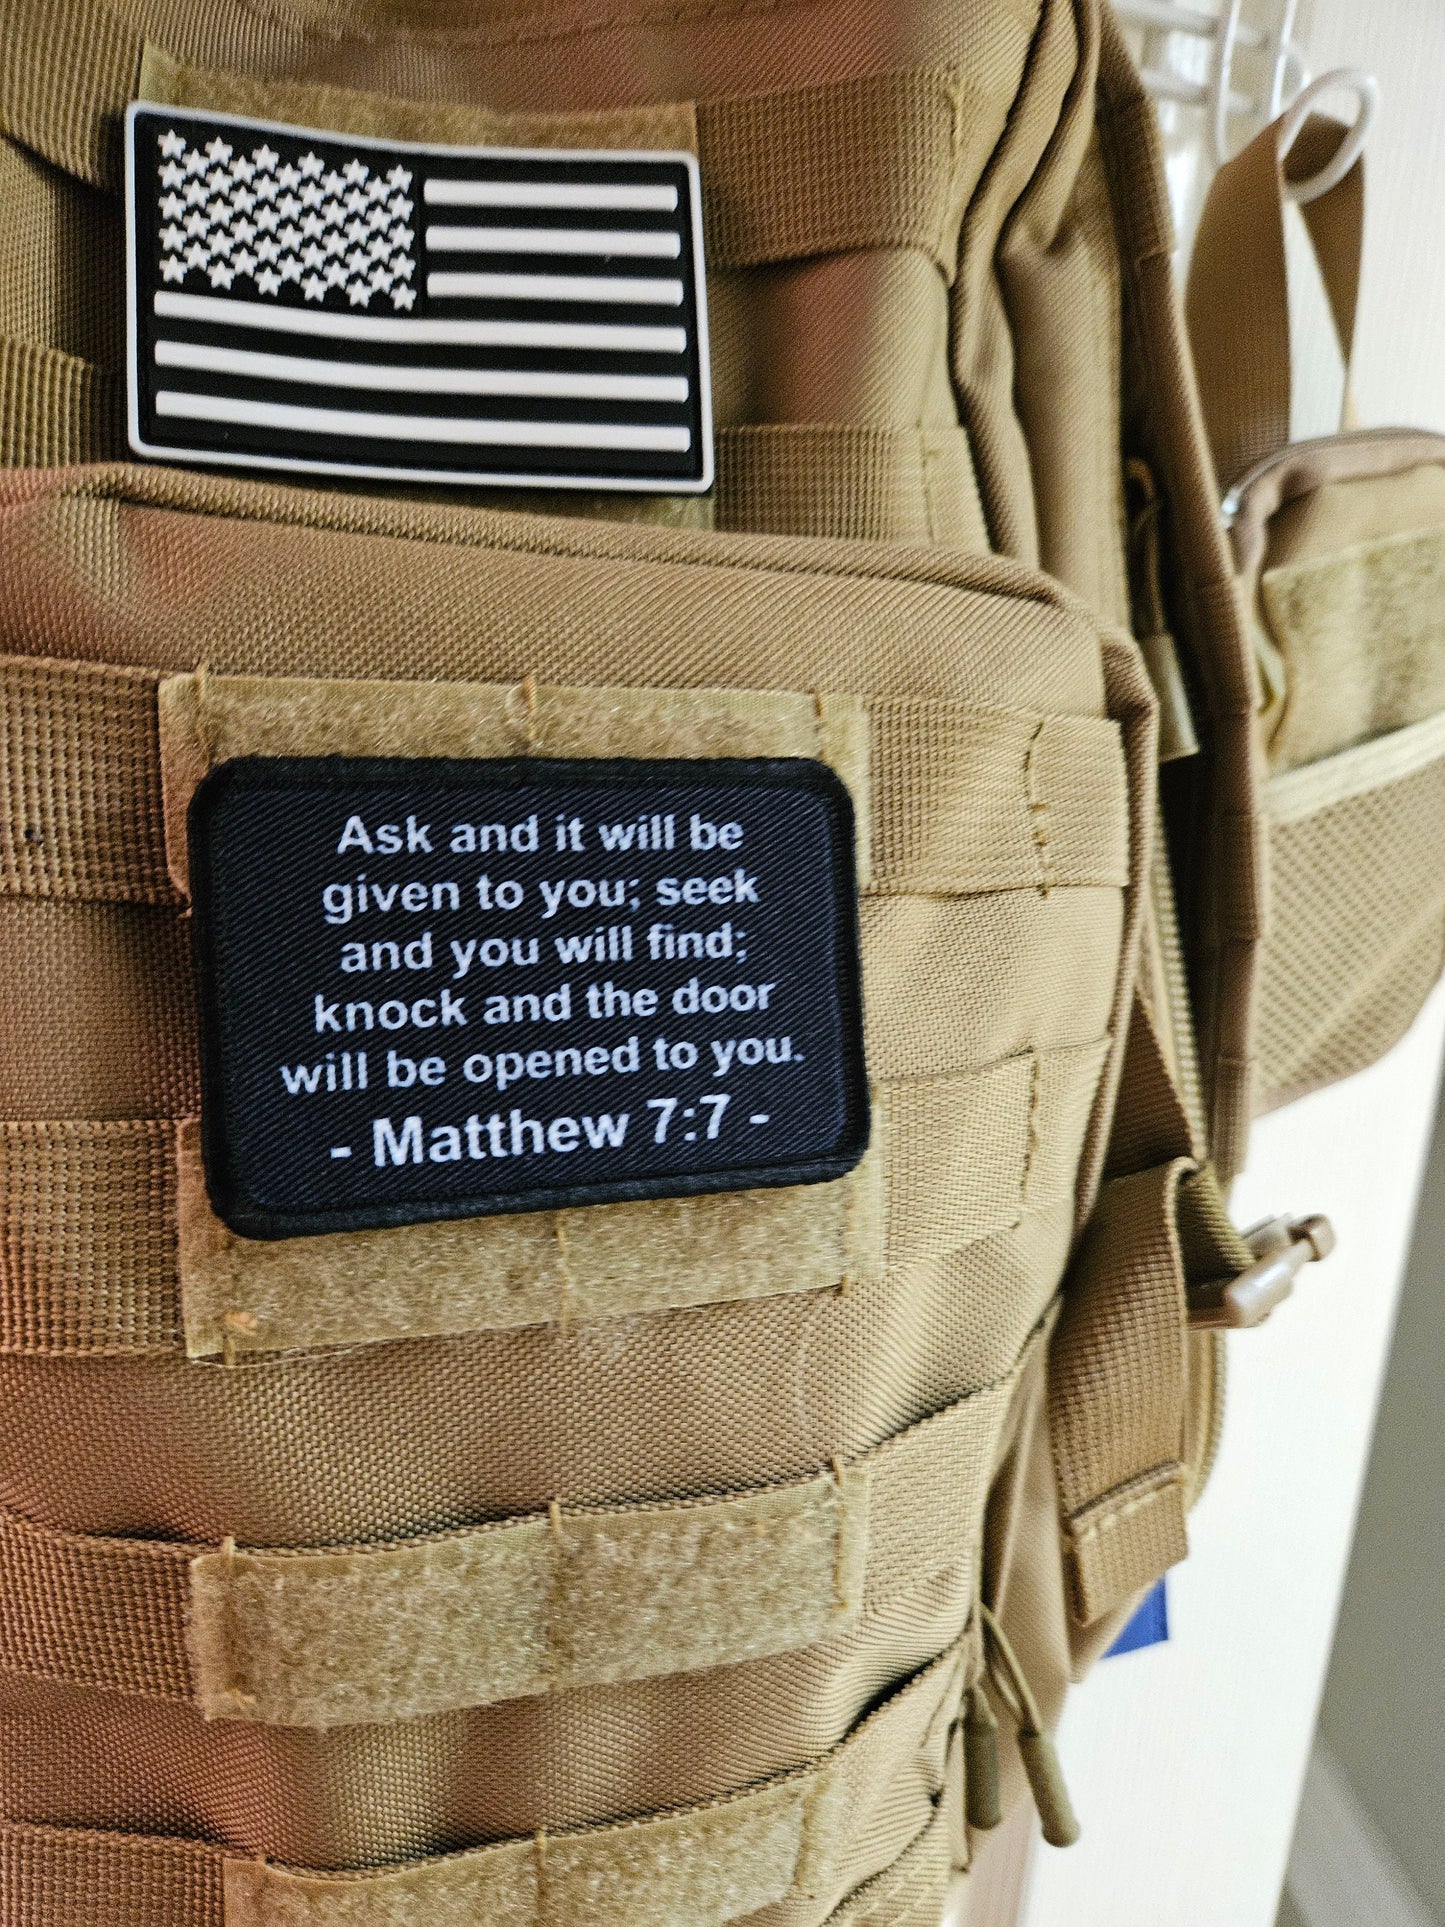 Ask and it will be
given to you; seek
and you will find;
knock and the door
will be opened to you.
- Matthew 7:7 -